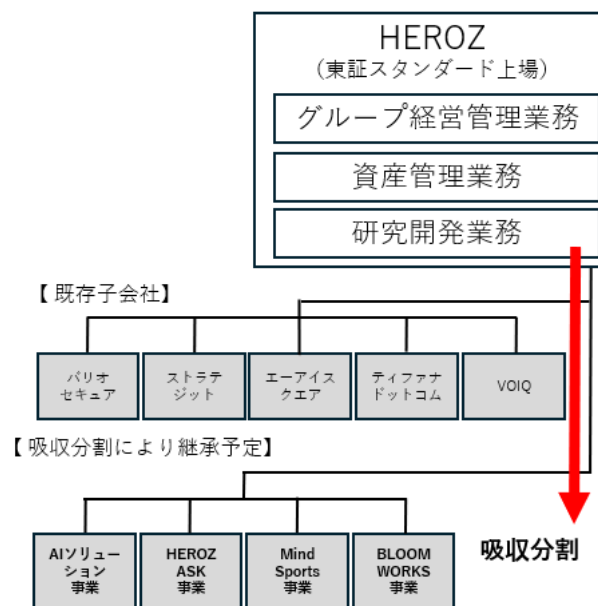 HEROZ
（東証スタンダード上場）
グループ経営管理業務
資産管理業務
研究開発業務
【 既存子会社】
バリオ
セキュア
ストラテ
ジット
エーアイス
クエア
ティファナ
ドットコム
VOIQ
【 吸収分割により継承予定】
AIソリュー
ション
事業
HEROZ
ASK
事業
Mind
Sports
事業
BLOOM
WORKS
事業
吸収分割